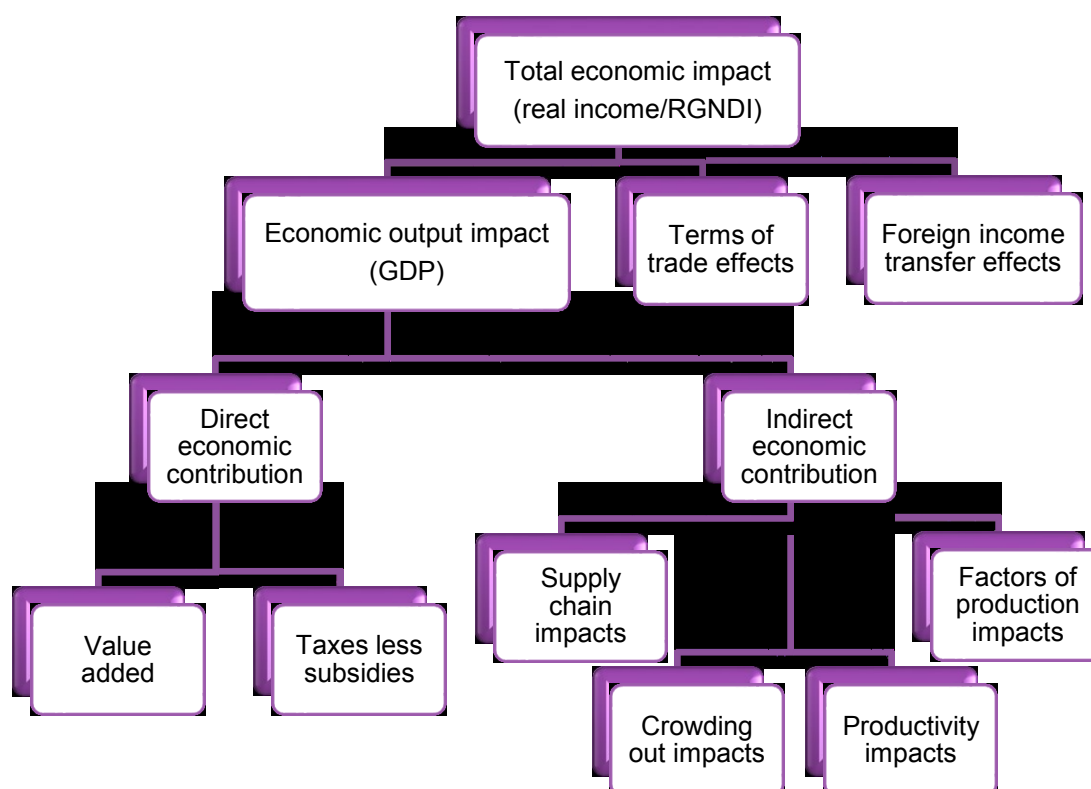 Total economic impact
(real income/RGNDI)
Economic output impact
(GDP)
Terms of
trade effects
Foreign income
transfer effects
Direct
economic
contribution
Indirect
economic
contribution
Value
added
Taxes less
subsidies
Supply
chain
impacts
Factors of
production
impacts
Crowding
out impacts
Productivity
impacts